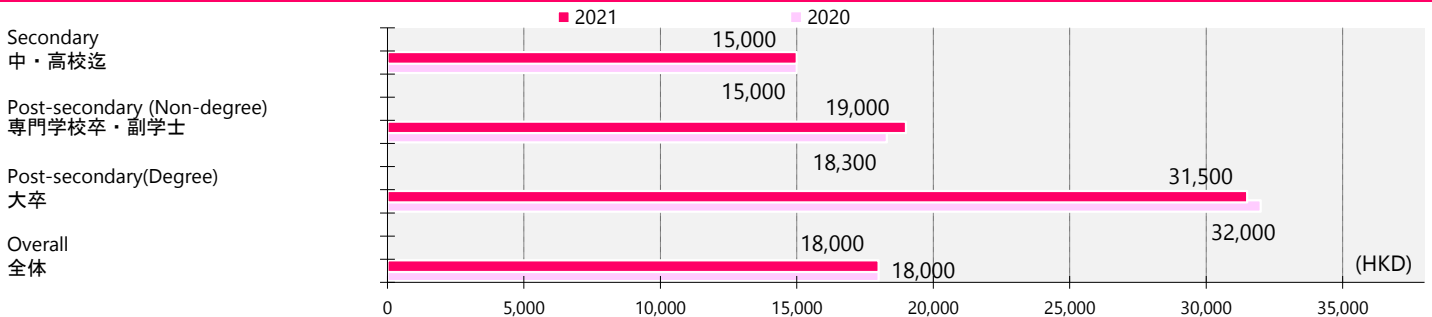 2021 2020
Secondary
中・高校迄
15,000
15,000
Post-secondary (Non-degree)
専門学校卒・副学士
19,000
18,300
Post-secondary(Degree)
大卒
31,500
32,000
Overall
全体
18,000
18,000
(HKD)
0 5,000 10,000 15,000 20,000 25,000 30,000 35,000